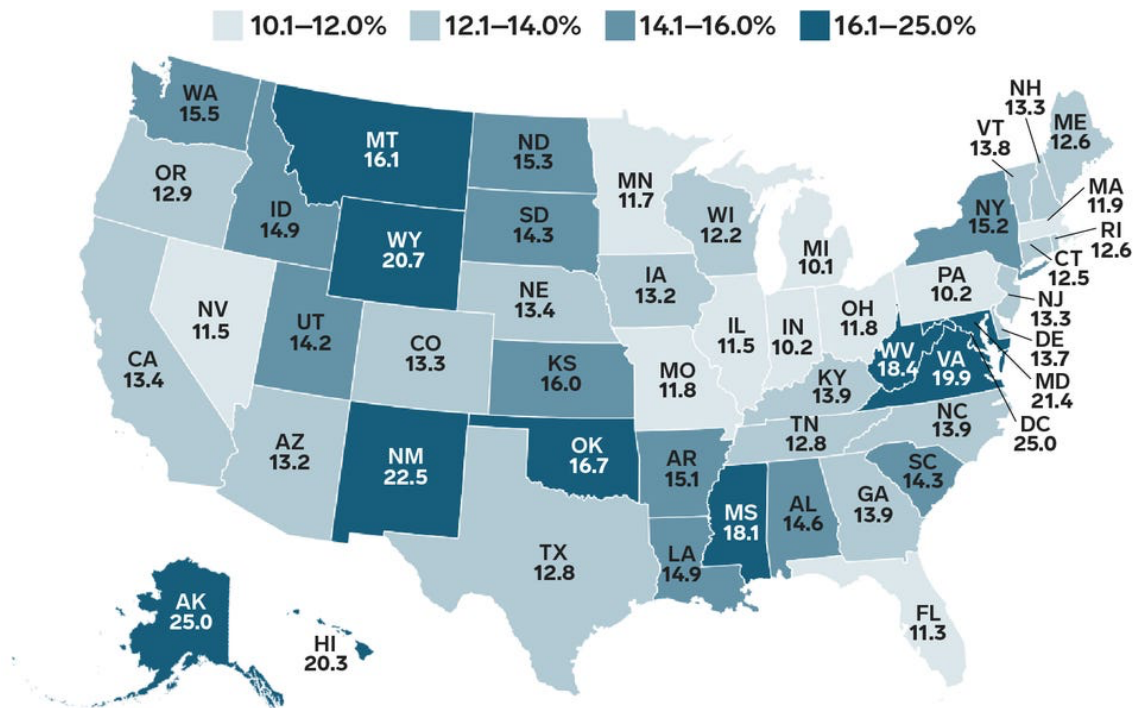 10.1–12.0% 12.1–14.0% 14.1–16.0% 16.1–25.0%
WA
15.5
MT
16.1
ND
15.3
MN
11.7
OR
12.9
ID
14.9
WY
20.7
SD
14.3
WI
12.2
MI
10.1
NY
15.2
VT
13.8
NH
13.3
ME
12.6
MA
11.9
RI
12.6
CT
12.5
NV
11.5
UT
14.2
CO
13.3
NE
13.4
IA
13.2
IL
11.5
IN
10.2
OH
11.8
PA
10.2
NJ
13.3
DE
13.7
MD
21.4
DC
25.0
CA
13.4
KS
16.0
MO
11.8
KY
13.9
WV
18.4
VA
19.9
AZ
13.2
NM
22.5
OK
16.7
AR
15.1
TN
12.8
NC
13.9
SC
14.3
TX
12.8
LA
14.9
MS
18.1
AL
14.6
GA
13.9
FL
11.3
AK
25.0
HI
20.3